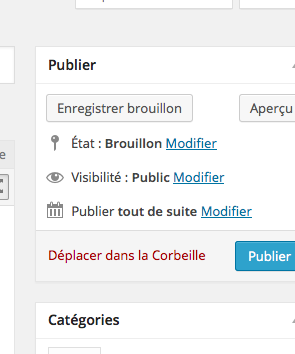 Publier
Enregistrer brouillon
Aperçu
État : Brouillon Modifier
Visibilité : Public Modifier
Publier tout de suite Modifier
Déplacer dans la Corbeille
Publier
Catégories